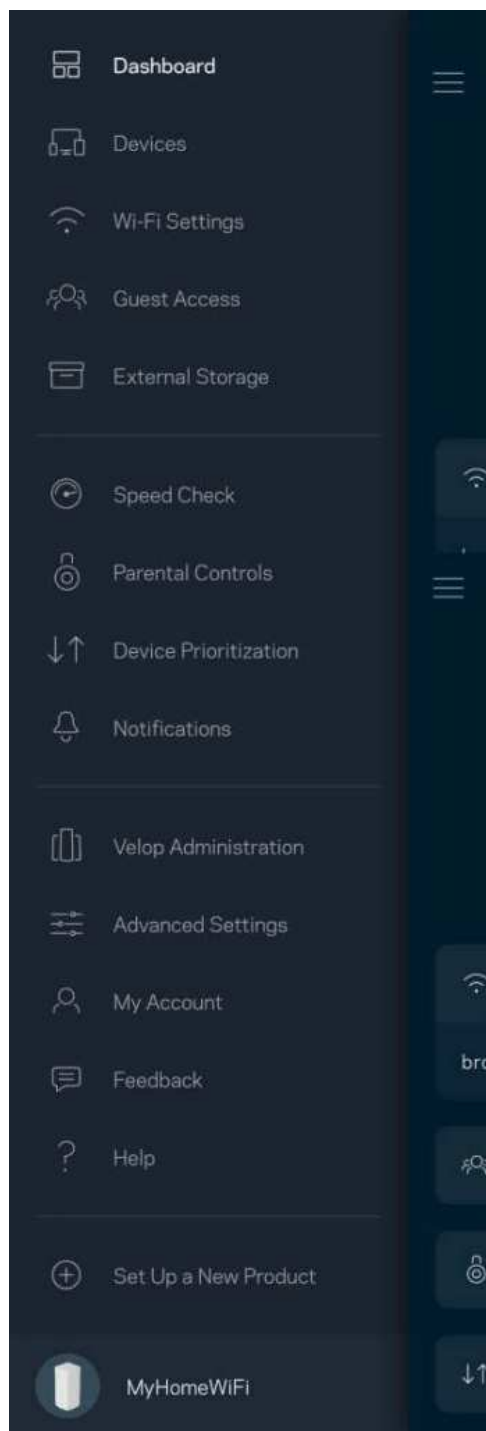 Dashboard
Devices
Wi-Fi Settings
Guest Access
External Storage
Speed Check
Parental Controls
Device Prioritization
Notifications
Velop Administration
Advanced Settings
My Account
Feedback
bro
Help
Set Up a New Product
MyHomeWiFi